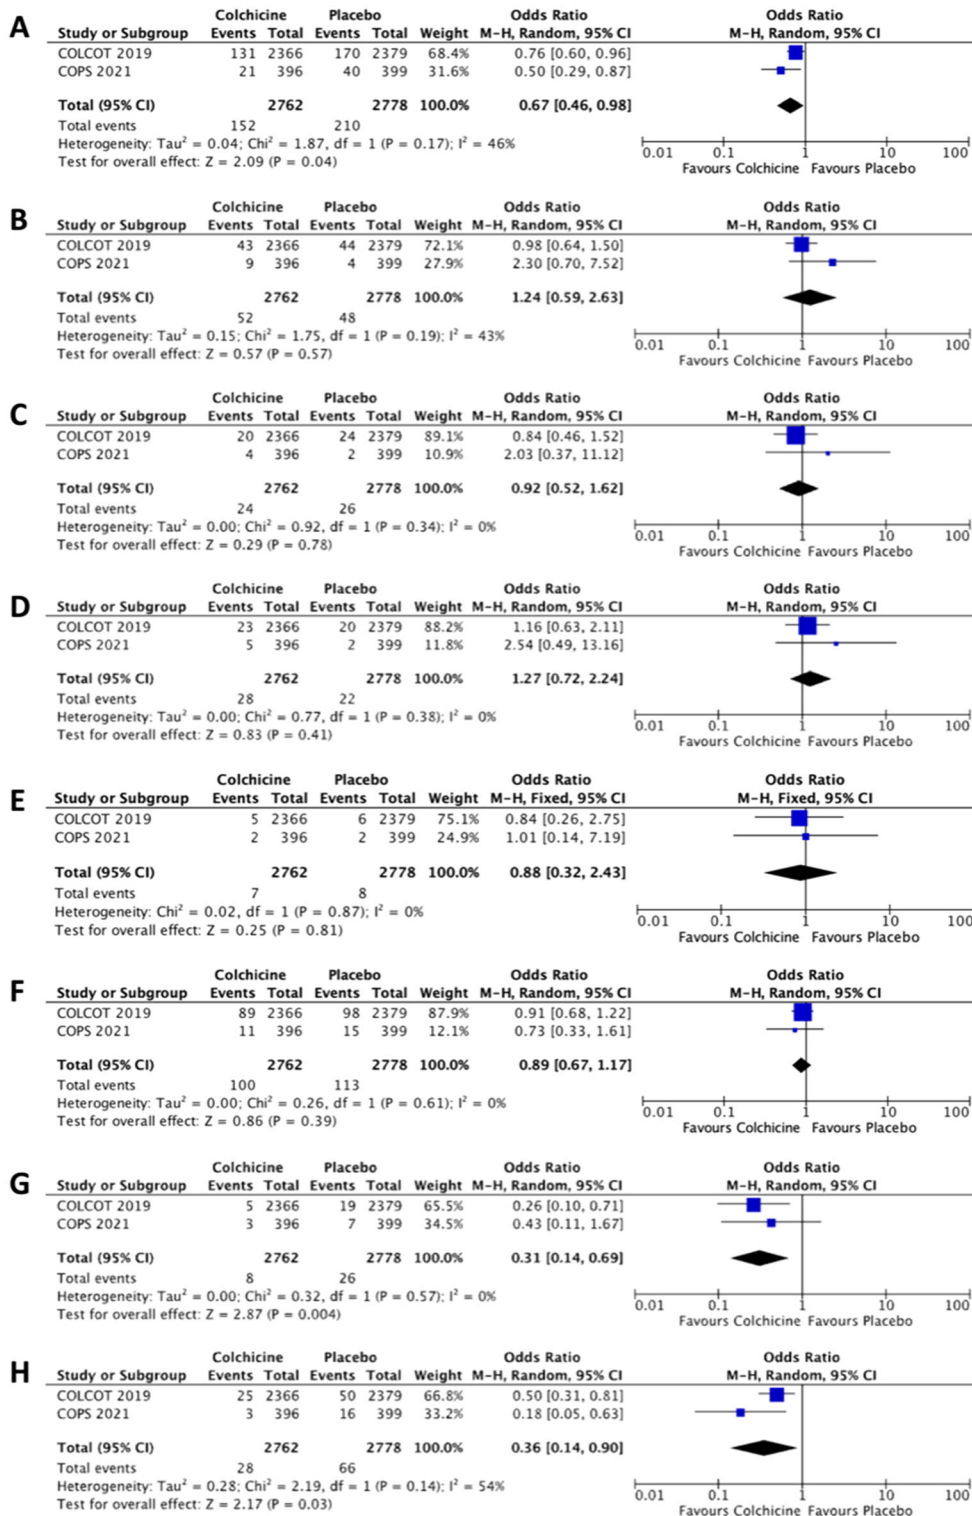 A
Colchicine Placebo Odds Ratio Odds Ratio
Study or Subgroup Events Total Events Total Weight M-H, Random, 95% CI M-H, Random, 95% CI
COLCOT 2019 131 2366 170 2379 68.4% 0.76 [0.60, 0.96]
COPS 2021 21 396 40 399 31.6% 0.50 [0.29, 0.87]
Total (95% CI) 2762 2778 100.0% 0.67 [0.46, 0.98]
Total events 152 210
Heterogeneity: Tau² = 0.04; Chi² = 1.87, df = 1 (P = 0.17); I² = 46%
Test for overall effect: Z = 2.09 (P = 0.04)
0.01 0.1 1 10 100
Favours Colchicine Favours Placebo
B
Colchicine Placebo Odds Ratio Odds Ratio
Study or Subgroup Events Total Events Total Weight M-H, Random, 95% CI M-H, Random, 95% CI
COLCOT 2019 43 2366 44 2379 72.1% 0.98 [0.64, 1.50]
COPS 2021 9 396 4 399 27.9% 2.30 [0.70, 7.52]
Total (95% CI) 2762 2778 100.0% 1.24 [0.59, 2.63]
Total events 52 48
Heterogeneity: Tau² = 0.15; Chi² = 1.75, df = 1 (P = 0.19); I² = 43%
Test for overall effect: Z = 0.57 (P = 0.57)
0.01 0.1 1 10 100
Favours Colchicine Favours Placebo
C
Colchicine Placebo Odds Ratio Odds Ratio
Study or Subgroup Events Total Events Total Weight M-H, Random, 95% CI M-H, Random, 95% CI
COLCOT 2019 20 2366 24 2379 89.1% 0.84 [0.46, 1.52]
COPS 2021 4 396 2 399 10.9% 2.03 [0.37, 11.12]
Total (95% CI) 2762 2778 100.0% 0.92 [0.52, 1.62]
Total events 24 26
Heterogeneity: Tau² = 0.00; Chi² = 0.92, df = 1 (P = 0.34); I² = 0%
Test for overall effect: Z = 0.29 (P = 0.78)
0.01 0.1 1 10 100
Favours Colchicine Favours Placebo
D
Colchicine Placebo Odds Ratio Odds Ratio
Study or Subgroup Events Total Events Total Weight M-H, Random, 95% CI M-H, Random, 95% CI
COLCOT 2019 23 2366 20 2379 88.2% 1.16 [0.63, 2.11]
COPS 2021 5 396 2 399 11.8% 2.54 [0.49, 13.16]
Total (95% CI) 2762 2778 100.0% 1.27 [0.72, 2.24]
Total events 28 22
Heterogeneity: Tau² = 0.00; Chi² = 0.77, df = 1 (P = 0.38); I² = 0%
Test for overall effect: Z = 0.83 (P = 0.41)
0.01 0.1 1 10 100
Favours Colchicine Favours Placebo
E
Colchicine Placebo Odds Ratio Odds Ratio
Study or Subgroup Events Total Events Total Weight M-H, Fixed, 95% CI M-H, Fixed, 95% CI
COLCOT 2019 5 2366 6 2379 75.1% 0.84 [0.26, 2.75]
COPS 2021 2 396 2 399 24.9% 1.01 [0.14, 7.19]
Total (95% CI) 2762 2778 100.0% 0.88 [0.32, 2.43]
Total events 7 8
Heterogeneity: Chi² = 0.02, df = 1 (P = 0.87); I² = 0%
Test for overall effect: Z = 0.25 (P = 0.81)
0.01 0.1 1 10 100
Favours Colchicine Favours Placebo
F
Colchicine Placebo Odds Ratio Odds Ratio
Study or Subgroup Events Total Events Total Weight M-H, Random, 95% CI M-H, Random, 95% CI
COLCOT 2019 89 2366 98 2379 87.9% 0.91 [0.68, 1.22]
COPS 2021 11 396 15 399 12.1% 0.73 [0.33, 1.61]
Total (95% CI) 2762 2778 100.0% 0.89 [0.67, 1.17]
Total events 100 113
Heterogeneity: Tau² = 0.00; Chi² = 0.26, df = 1 (P = 0.61); I² = 0%
Test for overall effect: Z = 0.86 (P = 0.39)
0.01 0.1 1 10 100
Favours Colchicine Favours Placebo
G
Colchicine Placebo Odds Ratio Odds Ratio
Study or Subgroup Events Total Events Total Weight M-H, Random, 95% CI M-H, Random, 95% CI
COLCOT 2019 5 2366 19 2379 65.5% 0.26 [0.10, 0.71]
COPS 2021 3 396 7 399 34.5% 0.43 [0.11, 1.67]
Total (95% CI) 2762 2778 100.0% 0.31 [0.14, 0.69]
Total events 8 26
Heterogeneity: Tau² = 0.00; Chi² = 0.32, df = 1 (P = 0.57); I² = 0%
Test for overall effect: Z = 2.87 (P = 0.004)
0.01 0.1 1 10 100
Favours Colchicine Favours Placebo
H
Colchicine Placebo Odds Ratio Odds Ratio
Study or Subgroup Events Total Events Total Weight M-H, Random, 95% CI M-H, Random, 95% CI
COLCOT 2019 25 2366 50 2379 66.8% 0.50 [0.31, 0.81]
COPS 2021 3 396 16 399 33.2% 0.18 [0.05, 0.63]
Total (95% CI) 2762 2778 100.0% 0.36 [0.14, 0.90]
Total events 28 66
Heterogeneity: Tau² = 0.28; Chi² = 2.19, df = 1 (P = 0.14); I² = 54%
Test for overall effect: Z = 2.17 (P = 0.03)
0.01 0.1 1 10 100
Favours Colchicine Favours Placebo